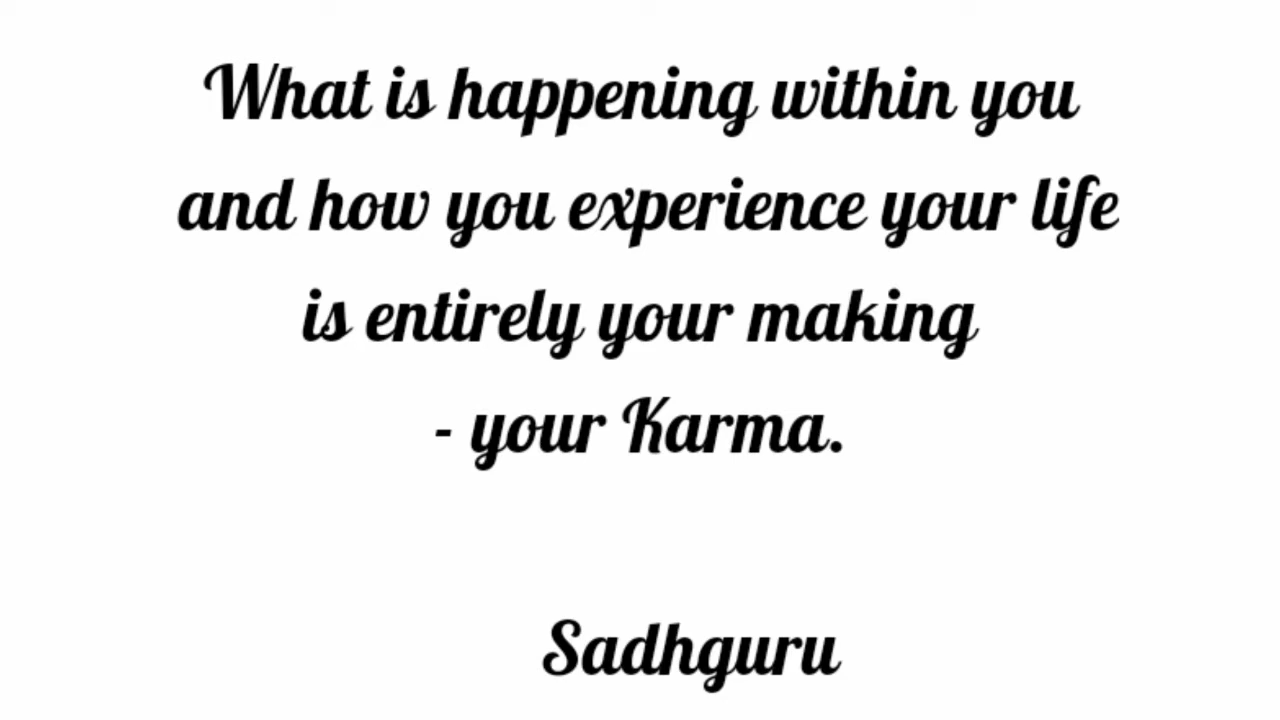 What is happening within you
and how you experience your life
is entirely your making
- your Karma.
Sadhguru